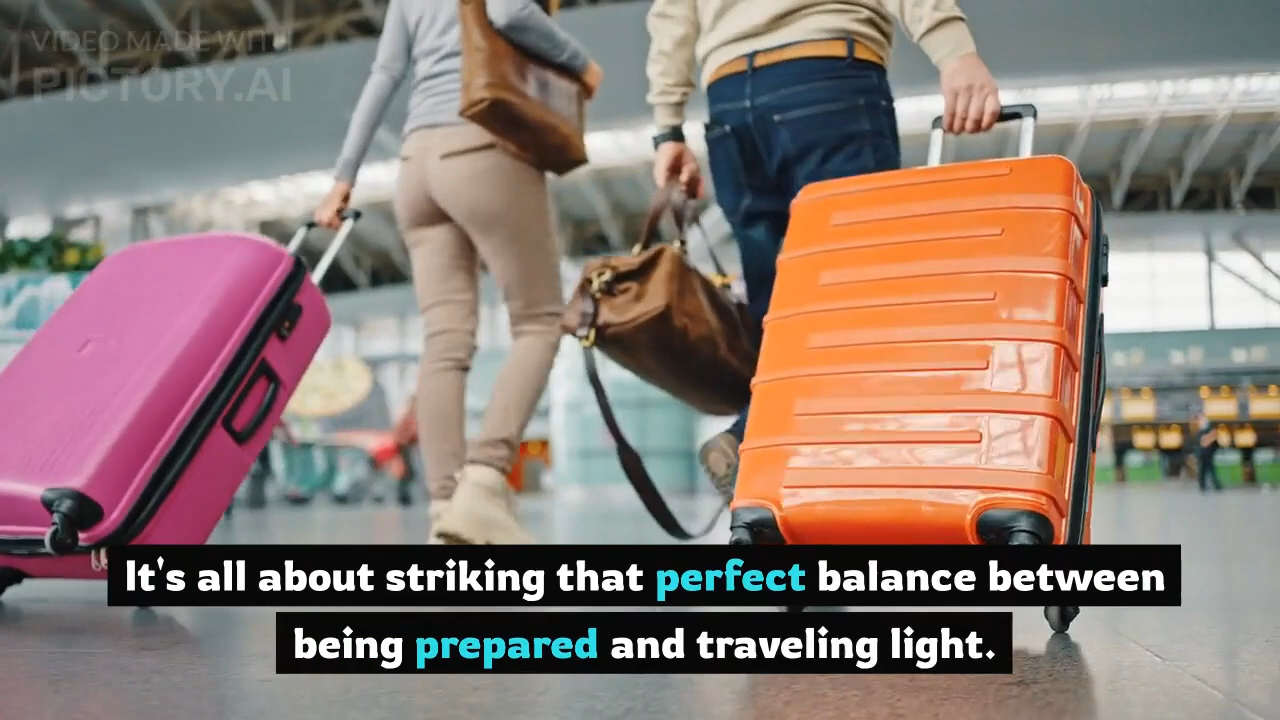 VIDEO MADE WITH
PICTORY.AI
It's all about striking that perfect balance between
being prepared and traveling light.